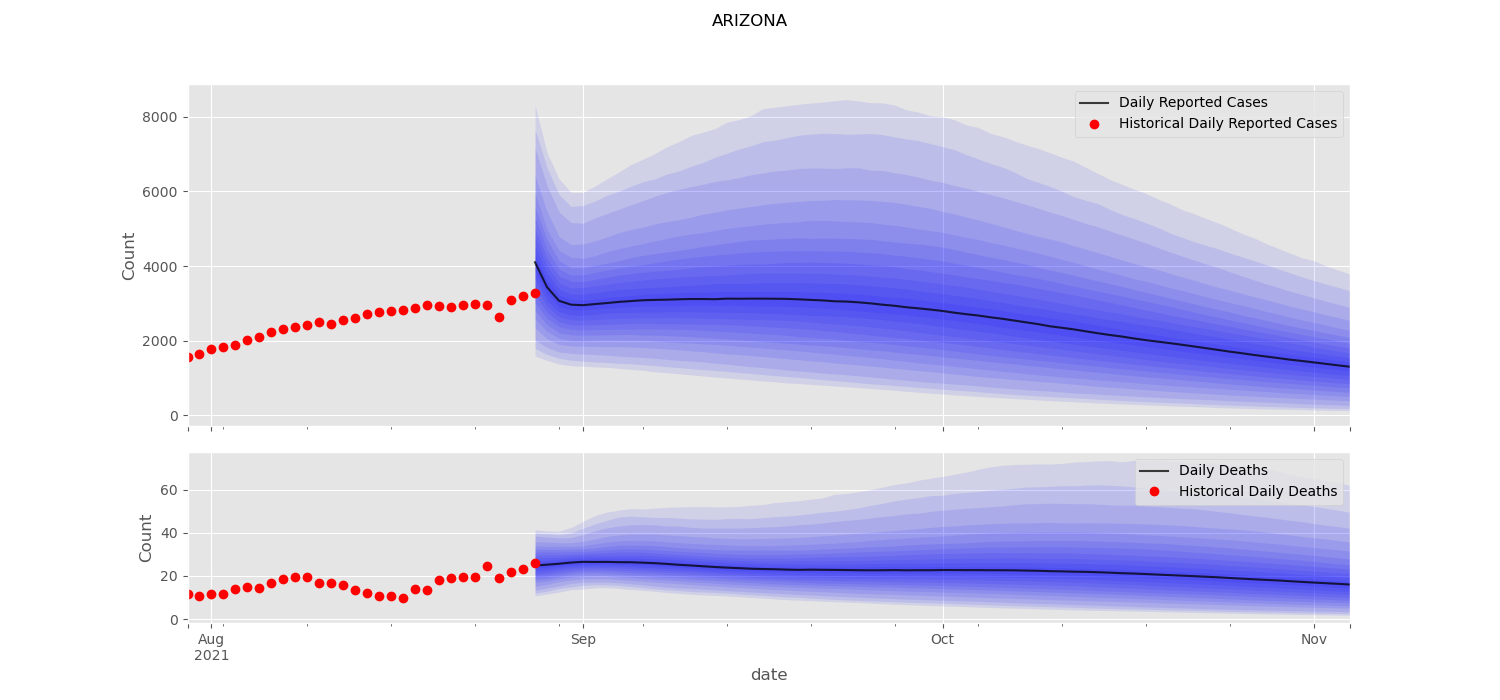 ARIZONA
Count
8000
6000
4000
2000
0
Daily Reported Cases
Historical Daily Reported Cases
Count
60
40
20
0
Daily Deaths
Historical Daily Deaths
Aug
2021
Sep
Oct
Nov
date